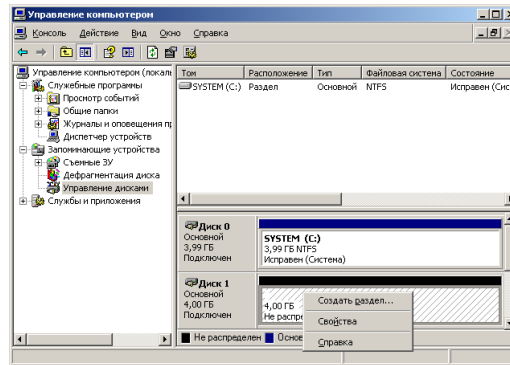 Управление компьютером
Консоль Действие Вид Окно Справка
Управление компьютером (локаль
Служебные программы
Просмотр событий
Общие папки
Журналы и оповещения п
Диспетчер устройств
Запоминающие устройства
Съемные ЗУ
Дефрагментация диска
Управление дисками
Службы и приложения
Том Расположение Тип Файловая система Состояние
SYSTEM (C:) Раздел Основной NTFS Исправен (Сис
Диск 0
Основной
3,99 ГБ
Подключен
SYSTEM (C:)
3,99 ГБ NTFS
Исправен (Система)
Диск 1
Основной
4,00 ГБ
Подключен
4,00 ГБ
Не распре
Создать раздел...
Свойства
Справка
Не распределен Основ